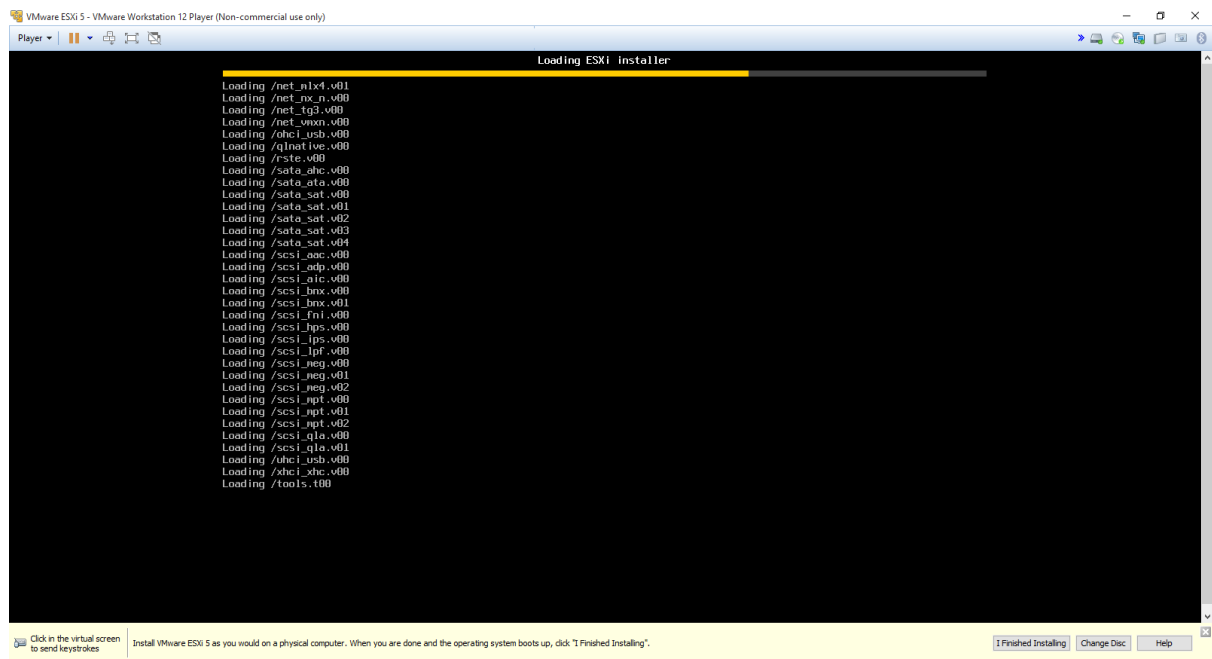 VMware ESXi 5 - VMware Workstation 12 Player (Non-commercial use only)
Player
Loading ESXi installer
Loading /net_mlx4.v01
Loading /net_nx_n.v00
Loading /net_tg3.v00
Loading /net_vmxn.v00
Loading /ohci_usb.v00
Loading /qlnative.v00
Loading /rste.v00
Loading /sata_ahc.v00
Loading /sata_ata.v00
Loading /sata_sat.v00
Loading /sata_sat.v01
Loading /sata_sat.v02
Loading /sata_sat.v03
Loading /sata_sat.v04
Loading /scsi_aac.v00
Loading /scsi_adp.v00
Loading /scsi_aic.v00
Loading /scsi_bnx.v00
Loading /scsi_bnx.v01
Loading /scsi_fni.v00
Loading /scsi_hps.v00
Loading /scsi_ips.v00
Loading /scsi_lpf.v00
Loading /scsi_meg.v00
Loading /scsi_meg.v01
Loading /scsi_meg.v02
Loading /scsi_mpt.v00
Loading /scsi_mpt.v01
Loading /scsi_mpt.v02
Loading /scsi_qla.v00
Loading /scsi_qla.v01
Loading /uhci_usb.v00
Loading /xhci_xhc.v00
Loading /tools.t00
Click in the virtual screen
to send keystrokes
Install VMware ESXi 5 as you would on a physical computer. When you are done and the operating system boots up, click "I Finished Installing".
I Finished Installing
Change Disc
Help